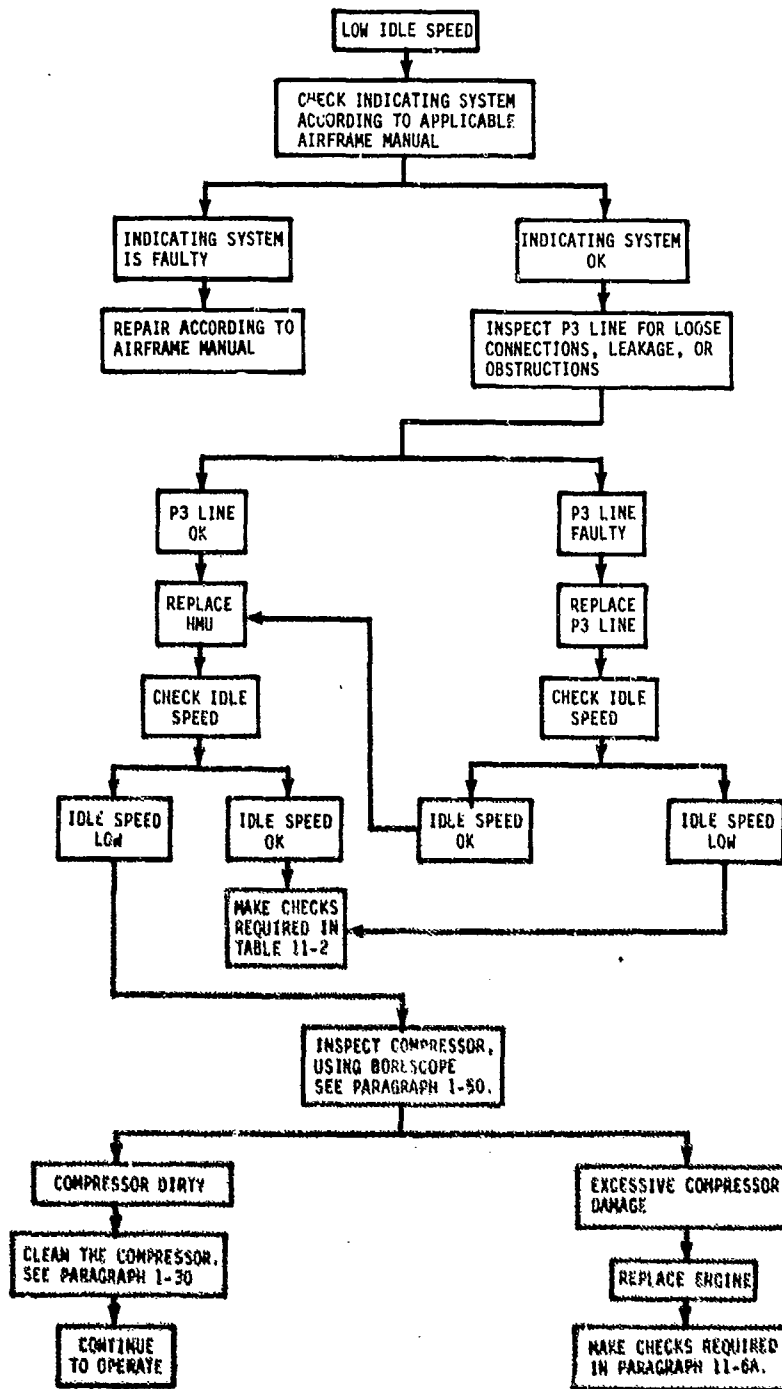 LOW IDLE SPEED
CHECK INDICATING SYSTEM
ACCORDING TO APPLICABLE
AIRFRAME MANUAL
INDICATING SYSTEM
IS FAULTY
INDICATING SYSTEM
OK
REPAIR ACCORDING TO
AIRFRAME MANUAL
INSPECT P3 LINE FOR LOOSE
CONNECTIONS, LEAKAGE, OR
OBSTRUCTIONS
P3 LINE
OK
P3 LINE
FAULTY
REPLACE
HMU
REPLACE
P3 LINE
CHECK IDLE
SPEED
CHECK IDLE
SPEED
IDLE SPEED
LOW
IDLE SPEED
OK
IDLE SPEED
OK
IDLE SPEED
LOW
MAKE CHECKS
REQUIRED IN
TABLE 11-2
INSPECT COMPRESSOR,
USING BORESCOPE
SEE PARAGRAPH 1-50.
COMPRESSOR DIRTY
EXCESSIVE COMPRESSOR
DAMAGE
CLEAN THE COMPRESSOR.
SEE PARAGRAPH 1-30
REPLACE ENGINE
CONTINUE
TO OPERATE
MAKE CHECKS REQUIRED
IN PARAGRAPH 11-6A.